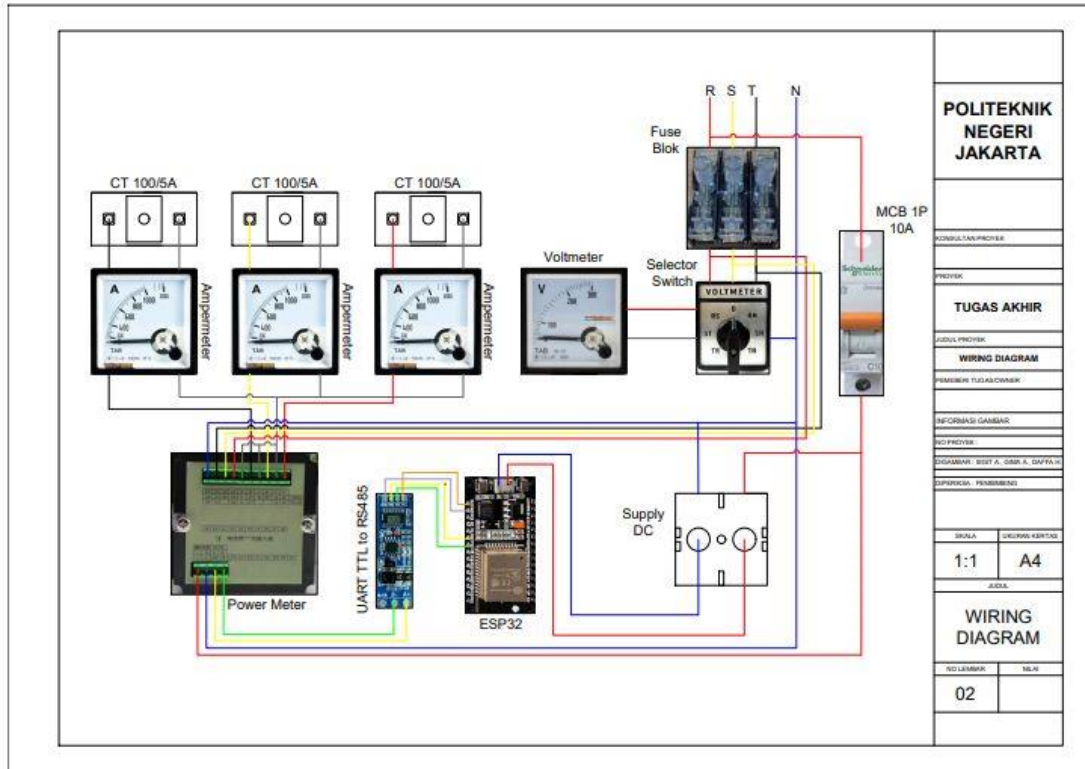 R S T N
Fuse
Blok
CT 100/5A
CT 100/5A
CT 100/5A
MCB 1P
10A
Voltmeter
Selector
Switch
Schneider
VOLTMETER
A
A
A
V
Ampermeter
Ampermeter
Ampermeter
Power Meter
UART TTL to RS485
ESP32
Supply
DC
POLITEKNIK
NEGERI
JAKARTA
KONSULTAN PROYEK
PROYEK
TUGAS AKHIR
JUDUL PROYEK
WIRING DIAGRAM
PEMBERI TUGAS/OWNER
INFORMASI GAMBAR
NO PROYEK :
DIPERIKSA : PEMBIMBING
SKALA
UKURAN KERTAS
1:1
A4
JUDUL
WIRING
DIAGRAM
NO LEMBAR
NILAI
02